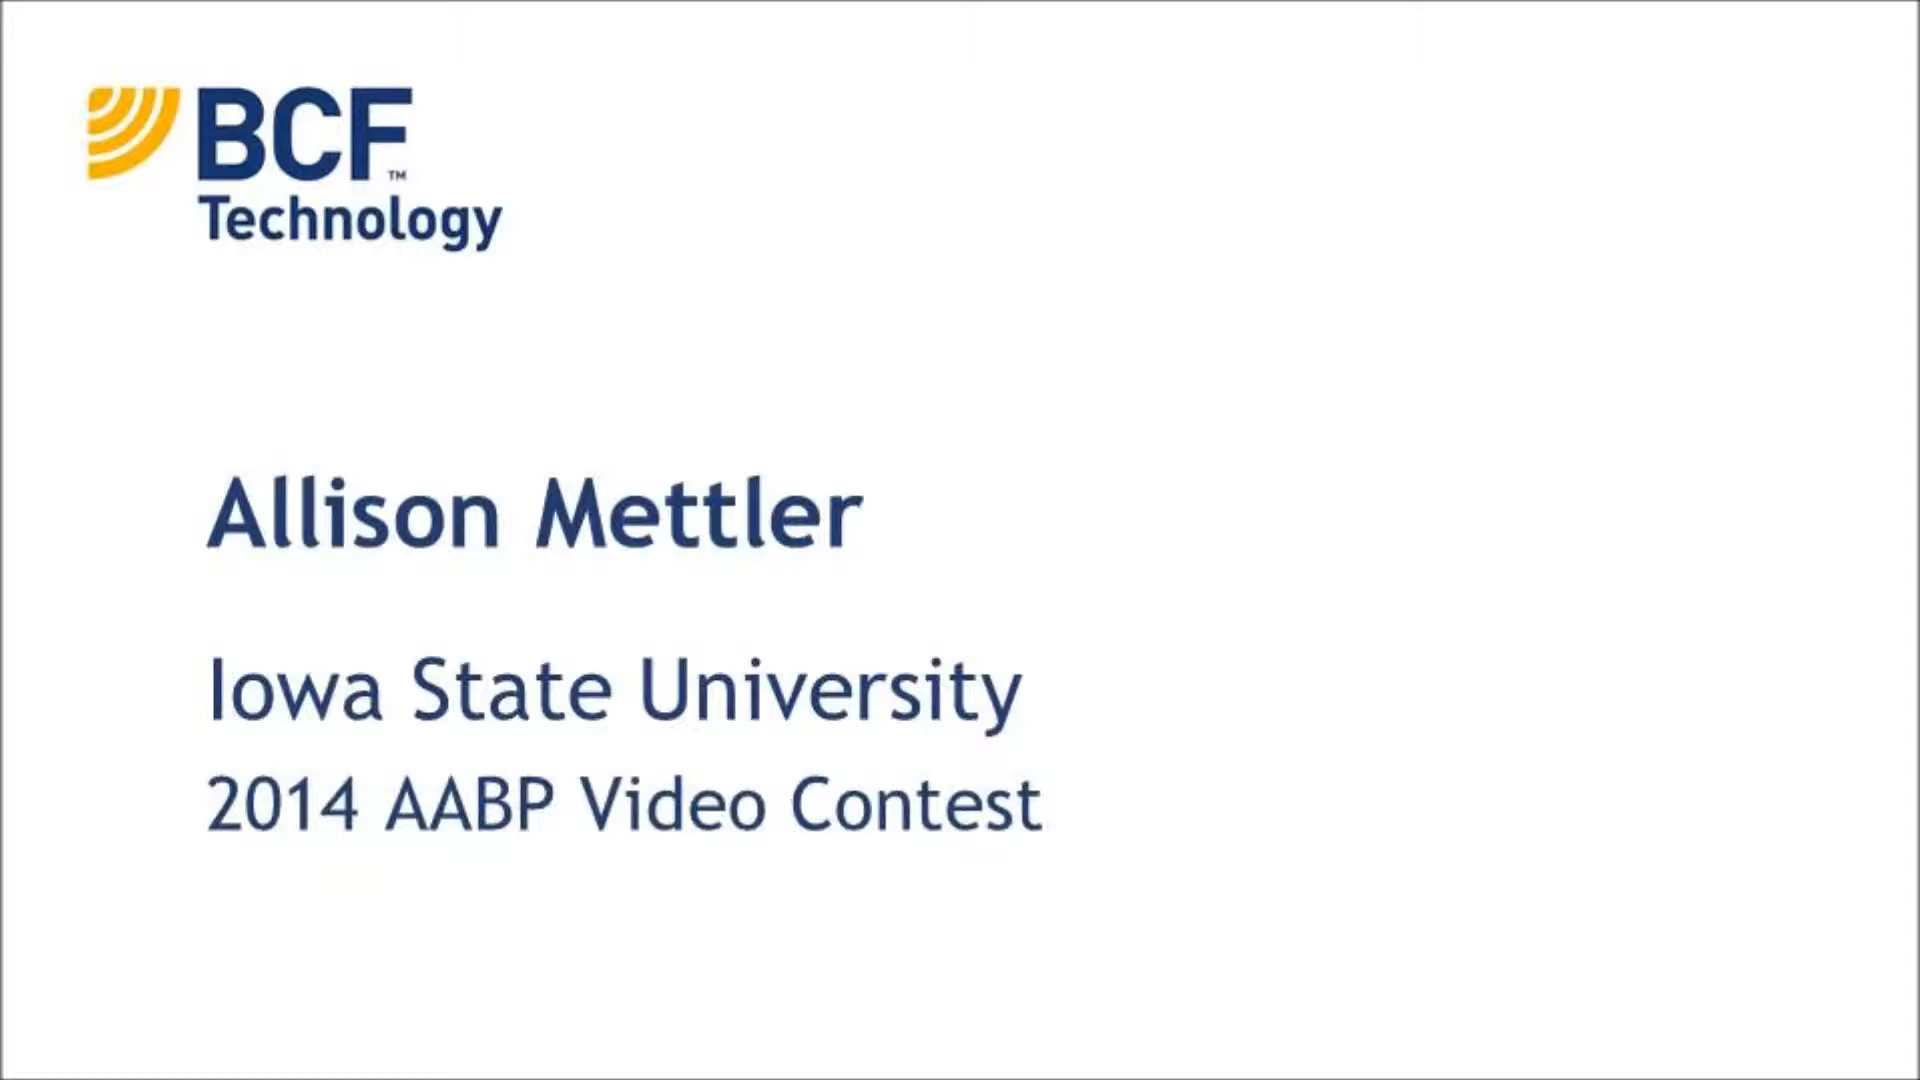 BCF™
Technology
Allison Mettler
Iowa State University
2014 AABP Video Contest